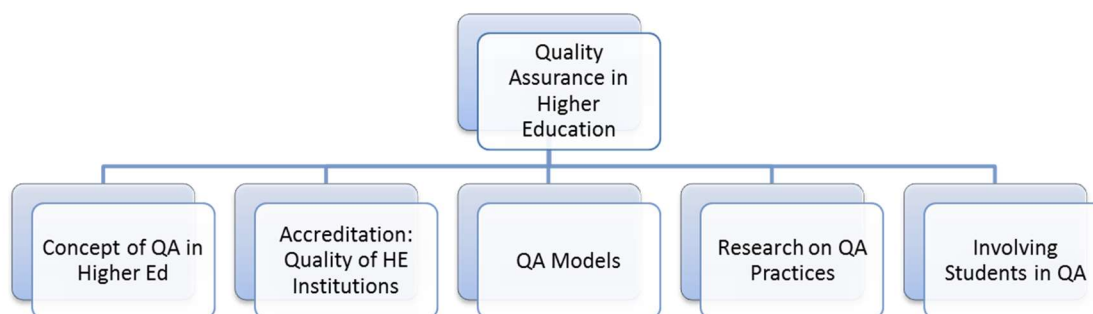 Quality
Assurance in
Higher
Education
Concept of QA in
Higher Ed
Accreditation:
Quality of HE
Institutions
QA Models
Research on QA
Practices
Involving
Students in QA